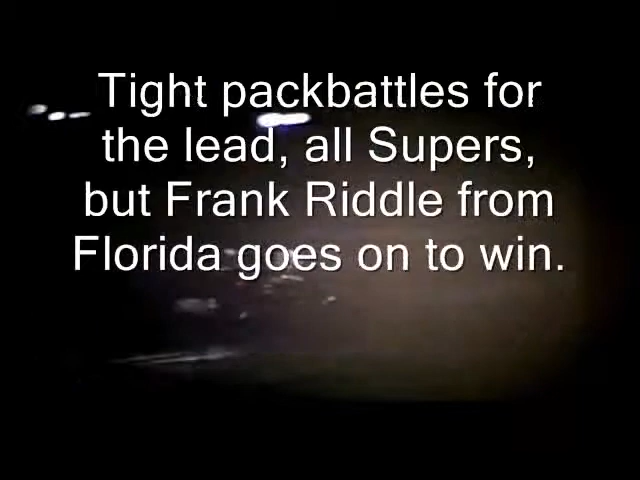 Tight packbattles for
the lead, all Supers,
but Frank Riddle from
Florida goes on to win.